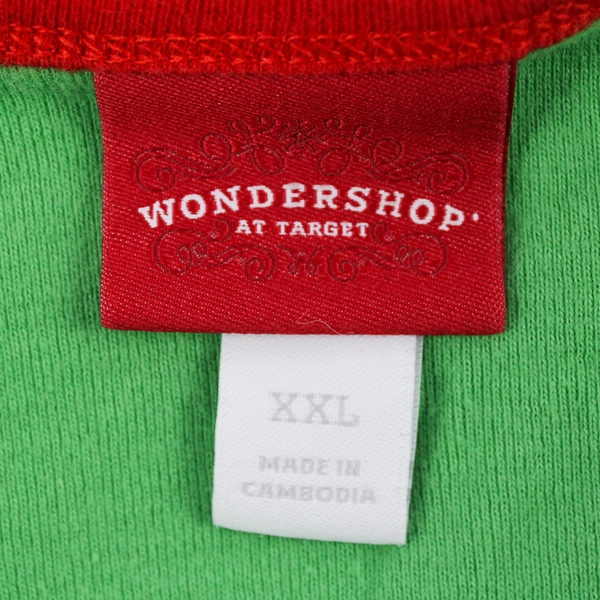 WONDERSHOP
AT TARGET
XXL
MADE IN
CAMBODIA